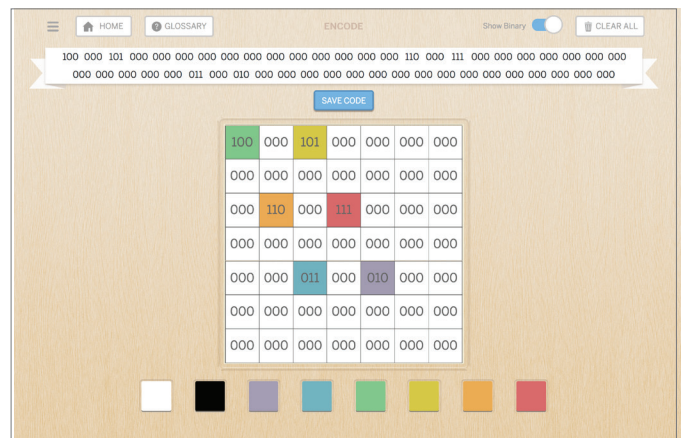 HOME
GLOSSARY
ENCODE
Show Binary
CLEAR ALL
100 000 101 000 000 000 000 000 000 000 000 000 000 000 000 110 000 111 000 000 000 000 000 000 000
000 000 000 000 000 011 000 010 000 000 000 000 000 000 000 000 000 000 000 000 000 000 000 000
SAVE CODE
100 000 101 000 000 000 000
000 000 000 000 000 000 000
000 110 000 111 000 000 000
000 000 000 000 000 000 000
000 000 011 000 010 000 000
000 000 000 000 000 000 000
000 000 000 000 000 000 000